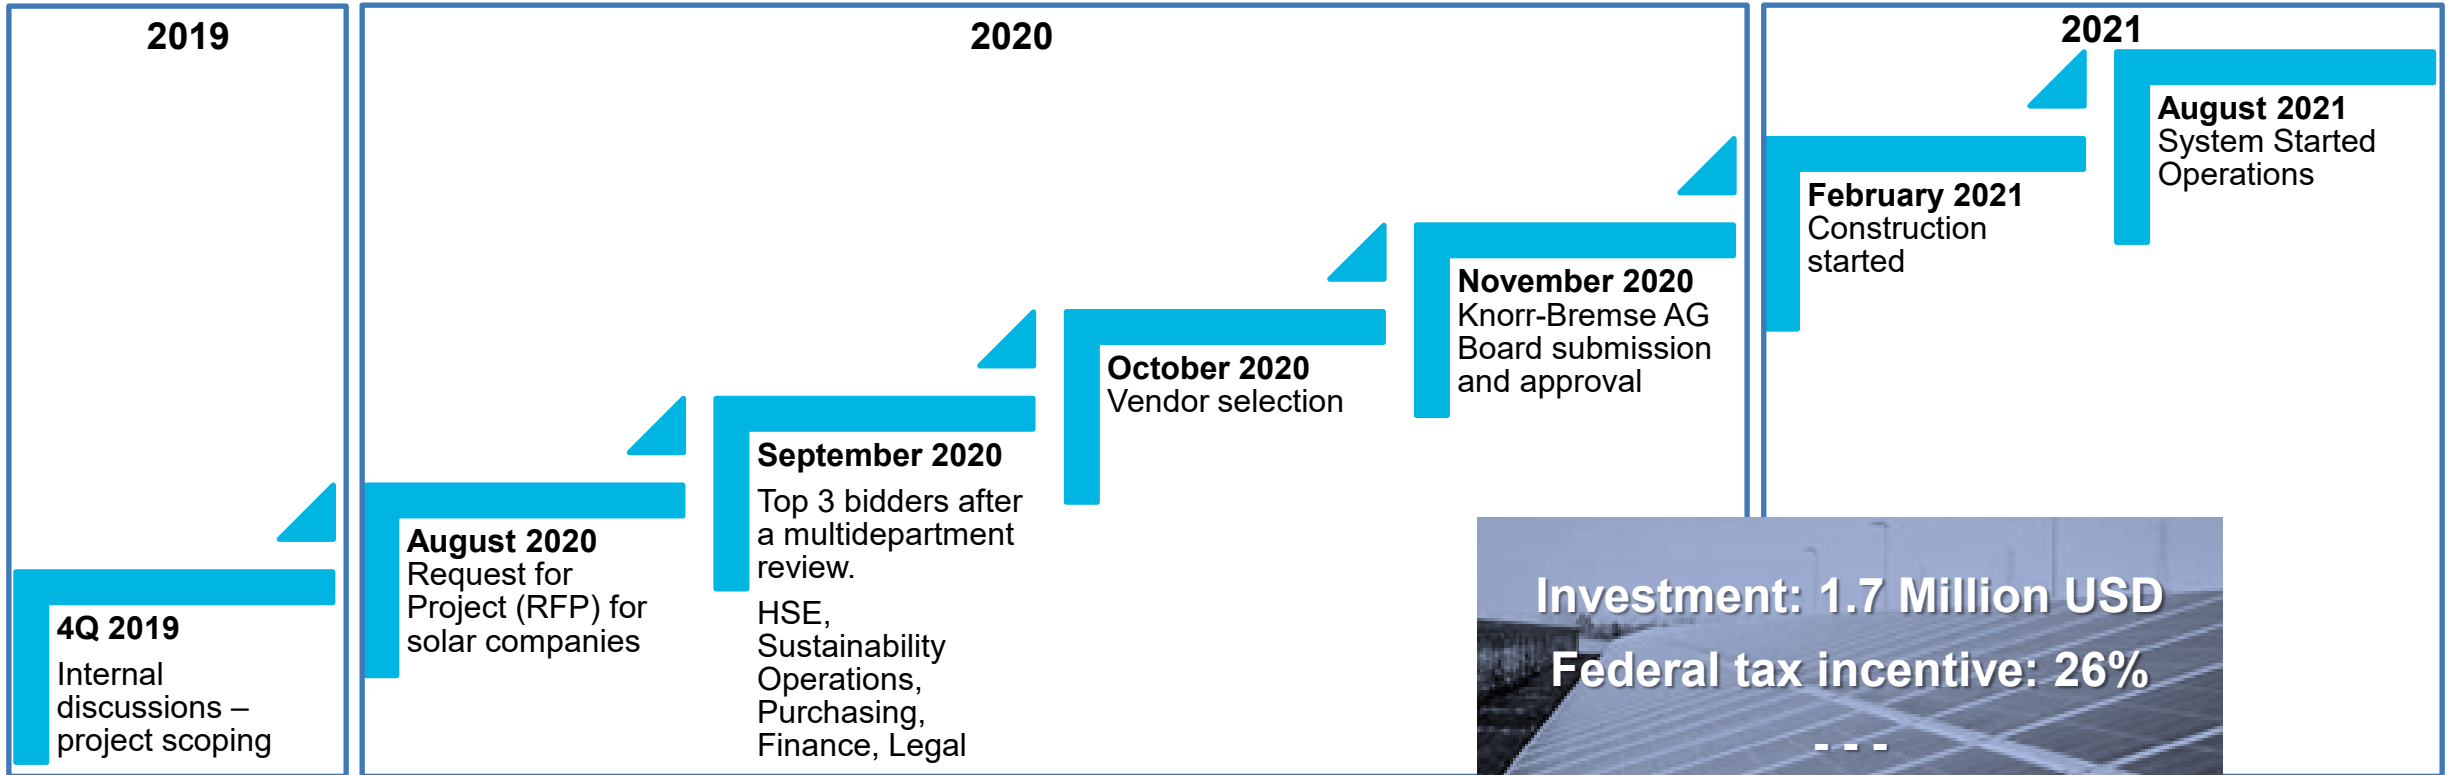 2019
4Q 2019
Internal
discussions –
project scoping
2020
August 2020
Request for
Project (RFP) for
solar companies
September 2020
Top 3 bidders after
a multidepartment
review.
HSE,
Sustainability
Operations,
Purchasing,
Finance, Legal
October 2020
Vendor selection
November 2020
Knorr-Bremse AG
Board submission
and approval
2021
February 2021
Construction
started
August 2021
System Started
Operations
Investment: 1.7 Million USD
Federal tax incentive: 26%
- - -